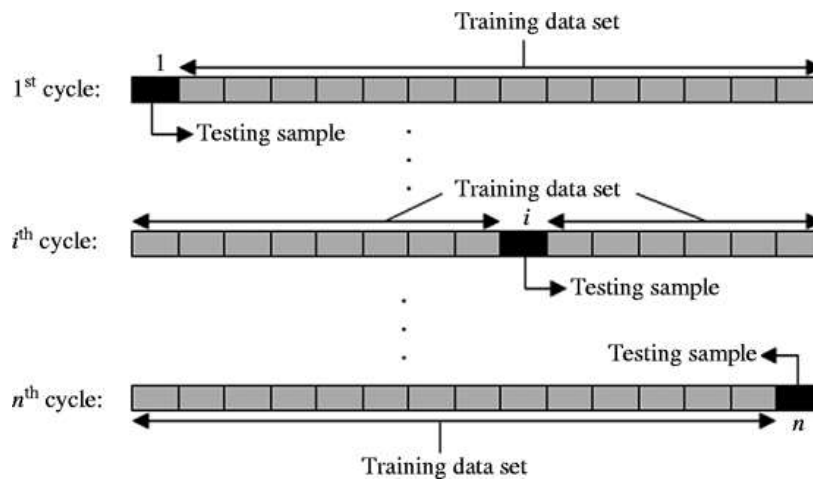 Training data set
1
1st cycle:
Testing sample
Training data set
i
ith cycle:
Testing sample
Testing sample
nth cycle:
n
Training data set